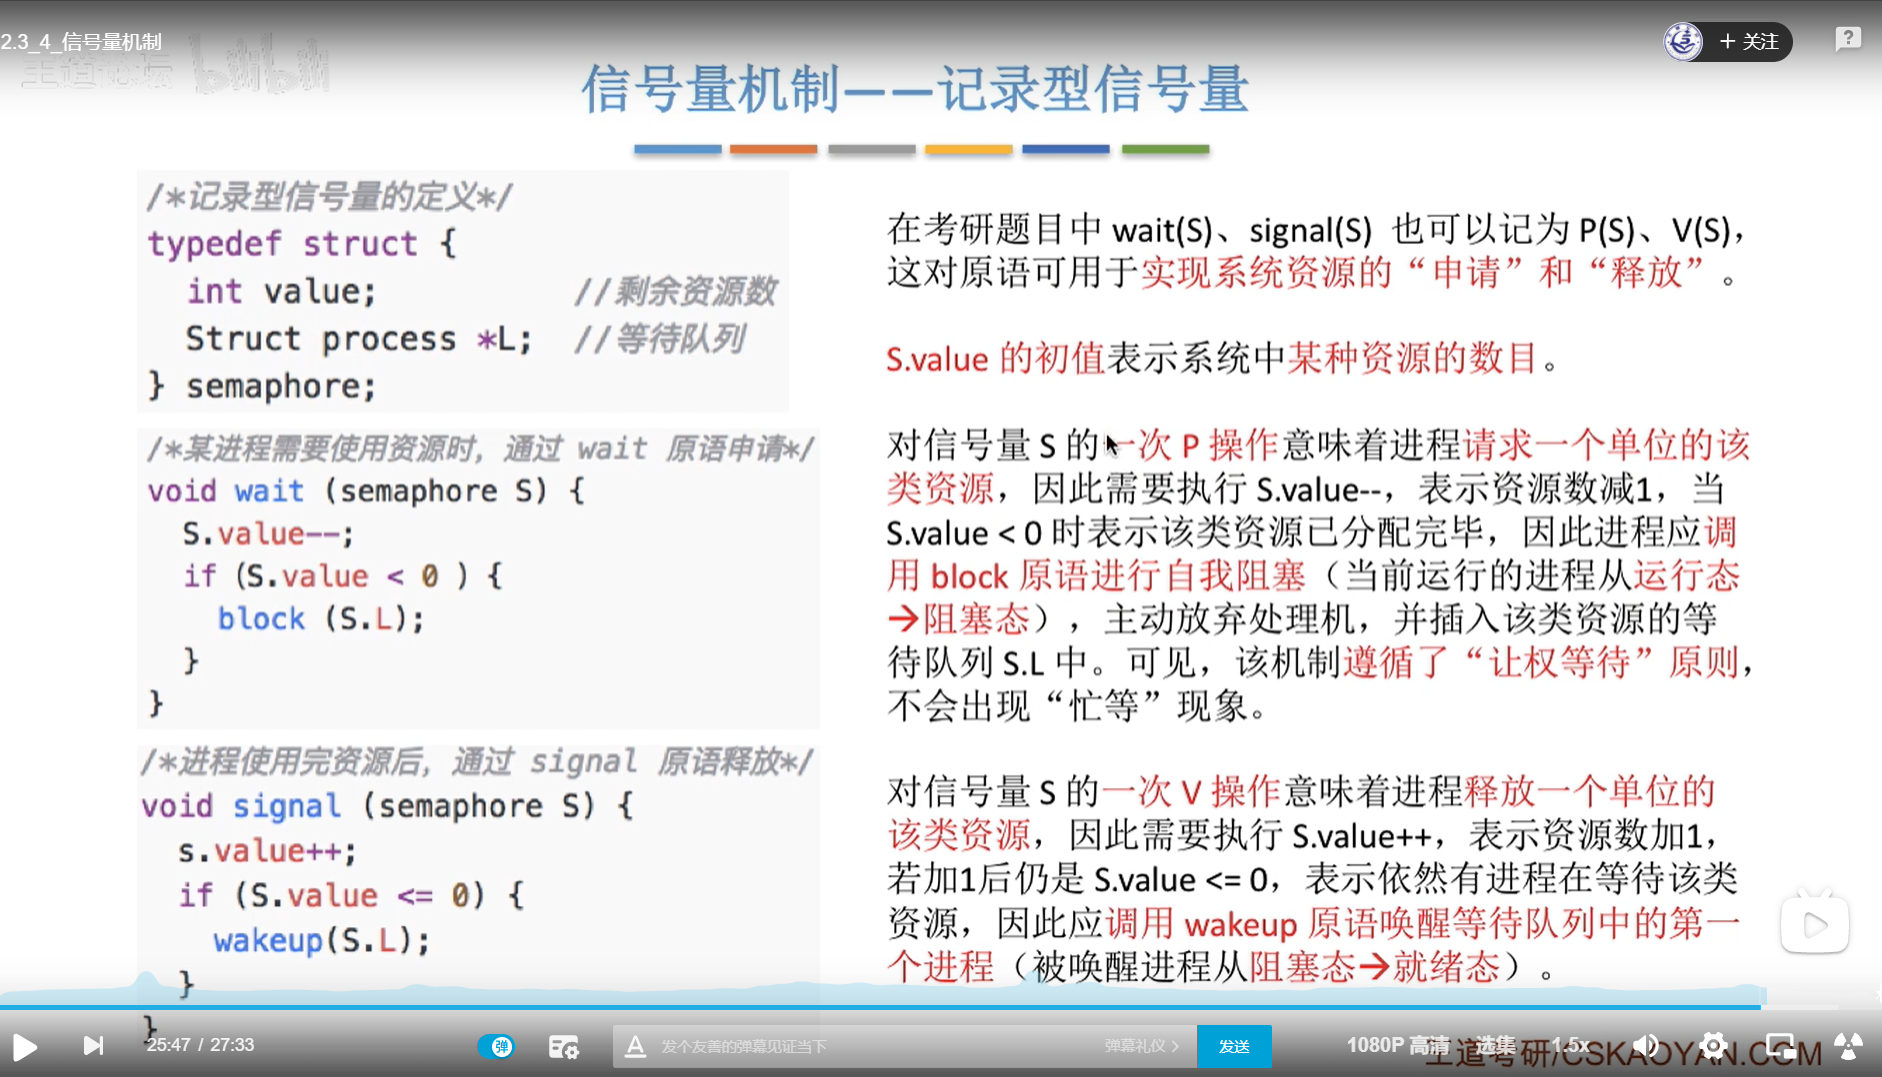 2.3_4_信号量机制
王道论坛 bilibili
+ 关注
信号量机制——记录型信号量
/*记录型信号量的定义*/
typedef struct {
int value; //剩余资源数
Struct process *L; //等待队列
} semaphore;
/*某进程需要使用资源时，通过 wait 原语申请*/
void wait (semaphore S) {
S.value--;
if (S.value < 0 ) {
block (S.L);
}
}
/*进程使用完资源后，通过 signal 原语释放*/
void signal (semaphore S) {
s.value++;
if (S.value <= 0) {
wakeup(S.L);
}
}
在考研题目中 wait(S)、signal(S) 也可以记为 P(S)、V(S)，
这对原语可用于实现系统资源的“申请”和“释放”。
S.value 的初值表示系统中某种资源的数目。
对信号量 S 的一次 P 操作意味着进程请求一个单位的该
类资源，因此需要执行 S.value--，表示资源数减1，当
S.value < 0 时表示该类资源已分配完毕，因此进程应调
用 block 原语进行自我阻塞（当前运行的进程从运行态
→阻塞态），主动放弃处理机，并插入该类资源的等
待队列 S.L 中。可见，该机制遵循了“让权等待”原则，
不会出现“忙等”现象。
对信号量 S 的一次 V 操作意味着进程释放一个单位的
该类资源，因此需要执行 S.value++，表示资源数加1，
若加1后仍是 S.value <= 0，表示依然有进程在等待该类
资源，因此应调用 wakeup 原语唤醒等待队列中的第一
个进程（被唤醒进程从阻塞态→就绪态）。
25:47 / 27:33
弹
发个友善的弹幕见证当下
弹幕礼仪 >
发送
1080P 高清
选集
1.5x
王道考研/CSKAOYAN.COM